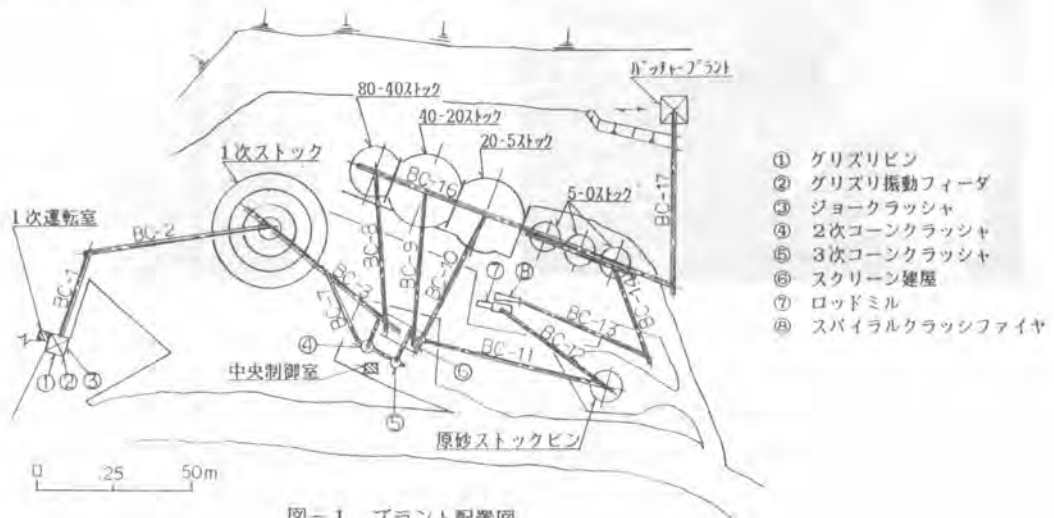 バッチャープラント
80-40ストック
40-20ストック
20-5ストック
1次ストック
5-0ストック
1次運転室
BC-1
BC-2
BC-3
BC-7
BC-8
BC-9
BC-10
BC-11
BC-12
BC-13
BC-14
BC-16
BC-17
① ② ③
④
⑤
⑥
⑦
⑧
中央制御室
原砂ストックビン
0 25 50m
① グリズリビン
② グリズリ振動フィーダ
③ ジョークラッシャ
④ 2次コーンクラッシャ
⑤ 3次コーンクラッシャ
⑥ スクリーン建屋
⑦ ロッドミル
⑧ スパイラルクラッシファイヤ
図-1 プラント配置図